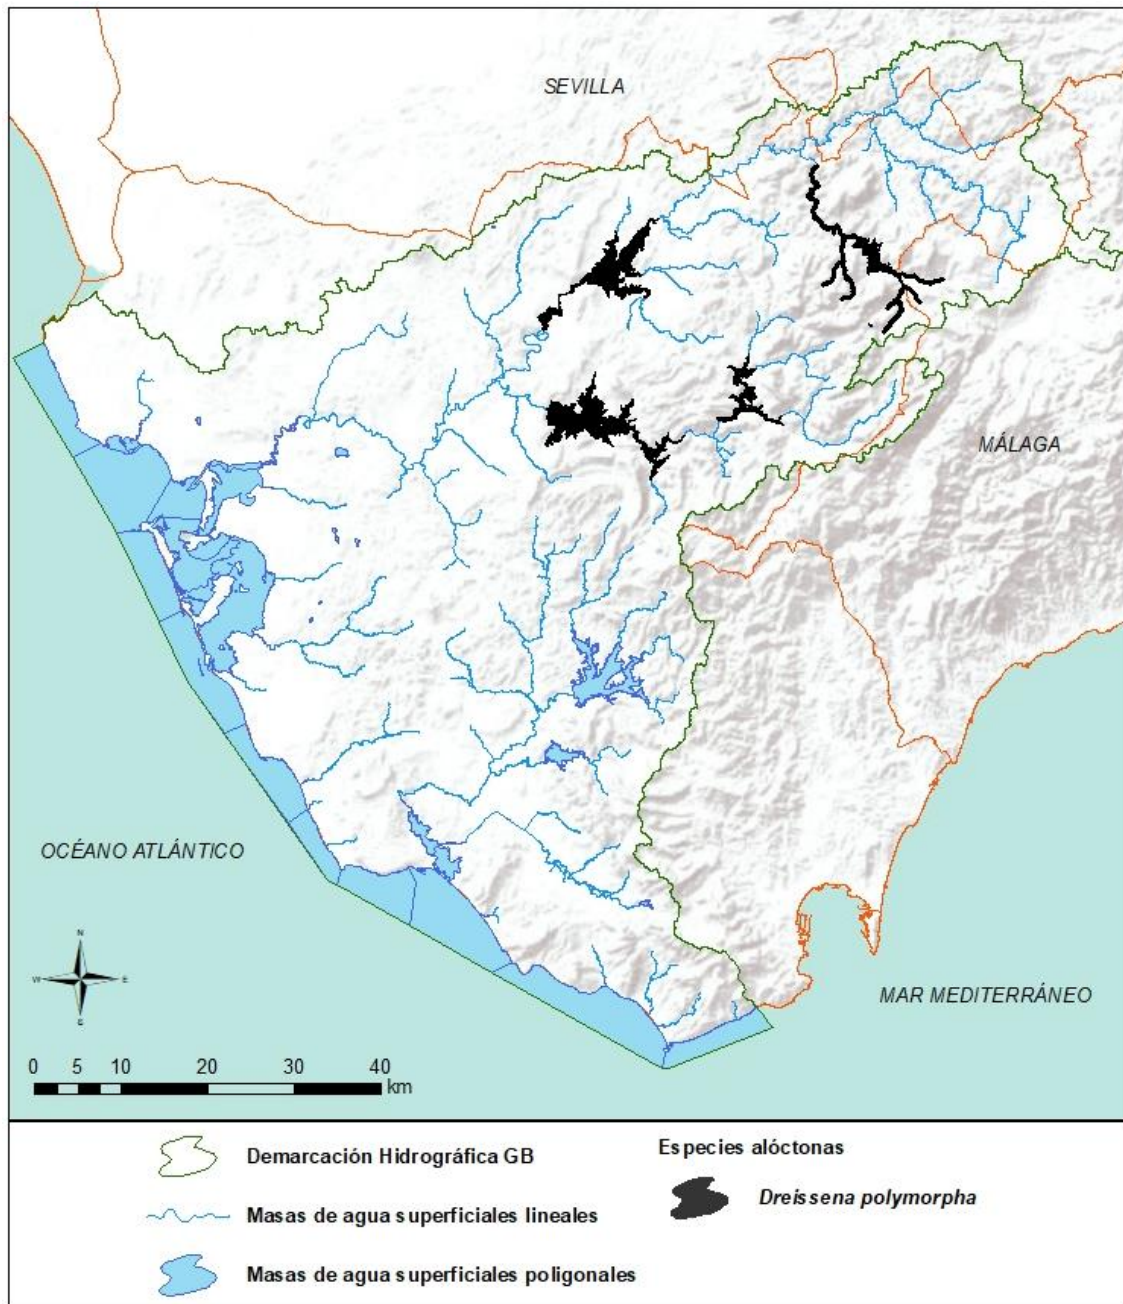 SEVILLA
MÁLAGA
OCÉANO ATLÁNTICO
N
W
E
S
MAR MEDITERRÁNEO
0 5 10 20 30 40
km
Demarcación Hidrográfica GB
Especies alóctonas
Dreissena polymorpha
Masas de agua superficiales lineales
Masas de agua superficiales poligonales